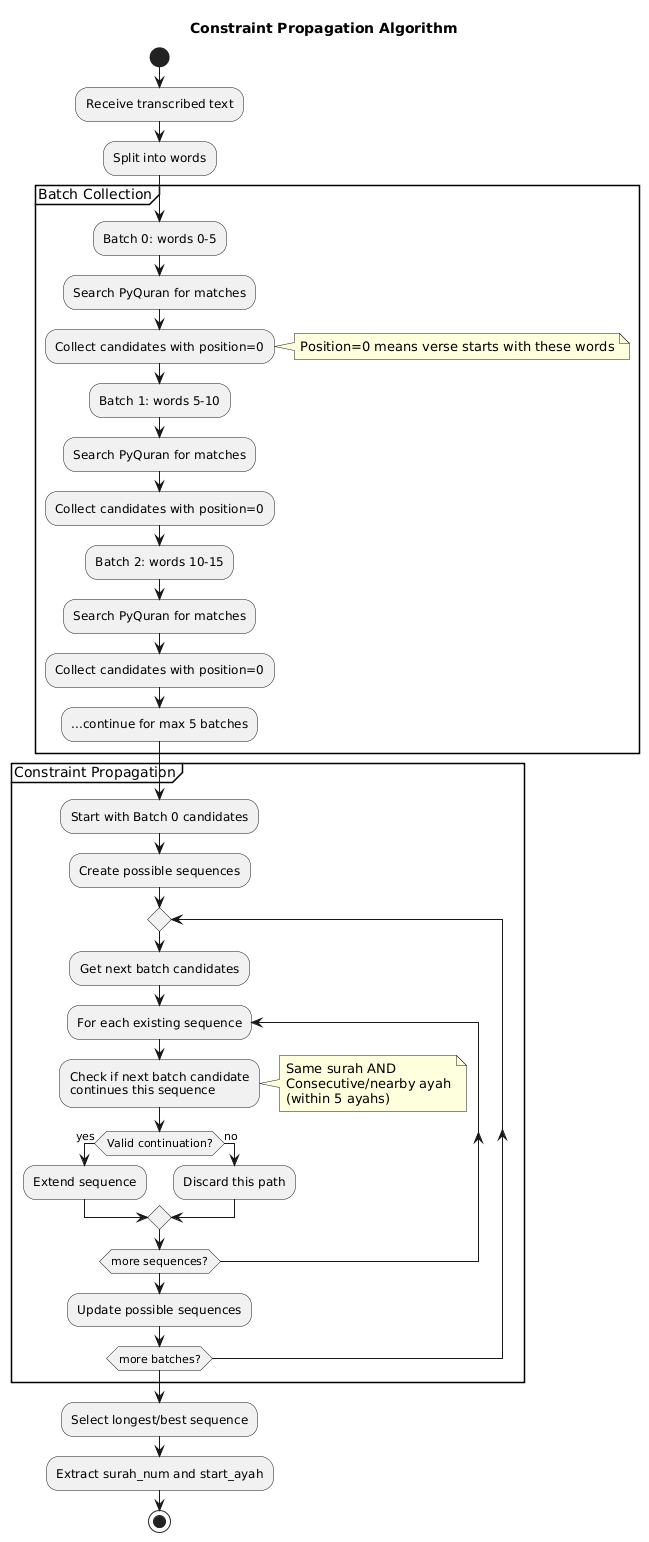 Constraint Propagation Algorithm
Receive transcribed text
Split into words
Batch Collection
Batch 0: words 0-5
Search PyQuran for matches
Collect candidates with position=0
Position=0 means verse starts with these words
Batch 1: words 5-10
Search PyQuran for matches
Collect candidates with position=0
Batch 2: words 10-15
Search PyQuran for matches
Collect candidates with position=0
...continue for max 5 batches
Constraint Propagation
Start with Batch 0 candidates
Create possible sequences
Get next batch candidates
For each existing sequence
Check if next batch candidate
continues this sequence
Same surah AND
Consecutive/nearby ayah
(within 5 ayahs)
yes
Valid continuation?
no
Extend sequence
Discard this path
more sequences?
Update possible sequences
more batches?
Select longest/best sequence
Extract surah_num and start_ayah